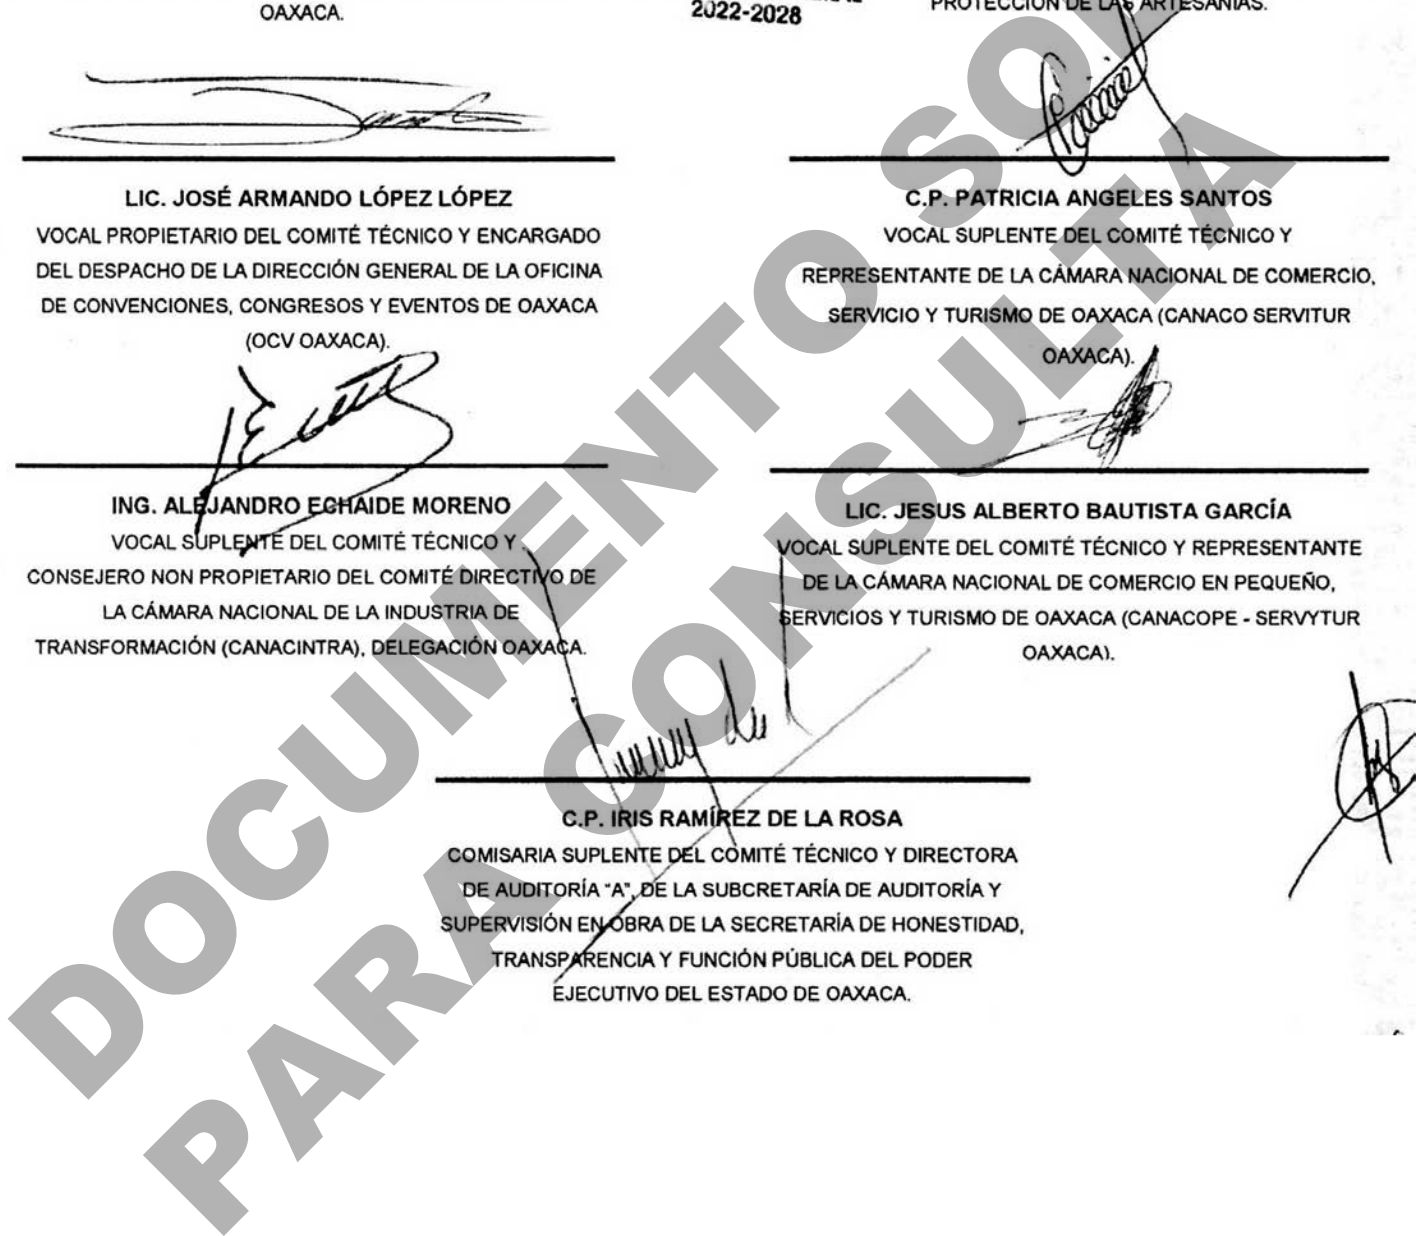 OAXACA.
2022-2028
PROTECCIÓN DE LAS ARTESANÍAS.
LIC. JOSÉ ARMANDO LÓPEZ LÓPEZ
VOCAL PROPIETARIO DEL COMITÉ TÉCNICO Y ENCARGADO
DEL DESPACHO DE LA DIRECCIÓN GENERAL DE LA OFICINA
DE CONVENCIONES, CONGRESOS Y EVENTOS DE OAXACA
(OCV OAXACA).
C.P. PATRICIA ANGELES SANTOS
VOCAL SUPLENTE DEL COMITÉ TÉCNICO Y
REPRESENTANTE DE LA CÁMARA NACIONAL DE COMERCIO,
SERVICIO Y TURISMO DE OAXACA (CANACO SERVITUR
OAXACA).
ING. ALEJANDRO ECHAIDE MORENO
VOCAL SUPLENTE DEL COMITÉ TÉCNICO Y
CONSEJERO NON PROPIETARIO DEL COMITÉ DIRECTIVO DE
LA CÁMARA NACIONAL DE LA INDUSTRIA DE
TRANSFORMACIÓN (CANACINTRA), DELEGACIÓN OAXACA.
LIC. JESUS ALBERTO BAUTISTA GARCÍA
VOCAL SUPLENTE DEL COMITÉ TÉCNICO Y REPRESENTANTE
DE LA CÁMARA NACIONAL DE COMERCIO EN PEQUEÑO,
SERVICIOS Y TURISMO DE OAXACA (CANACOPE - SERVYTUR
OAXACA).
C.P. IRIS RAMÍREZ DE LA ROSA
COMISARIA SUPLENTE DEL COMITÉ TÉCNICO Y DIRECTORA
DE AUDITORÍA "A", DE LA SUBCRETARÍA DE AUDITORÍA Y
SUPERVISIÓN EN OBRA DE LA SECRETARÍA DE HONESTIDAD,
TRANSPARENCIA Y FUNCIÓN PÚBLICA DEL PODER
EJECUTIVO DEL ESTADO DE OAXACA.
DOCUMENTO SO
PARA CONSULTA